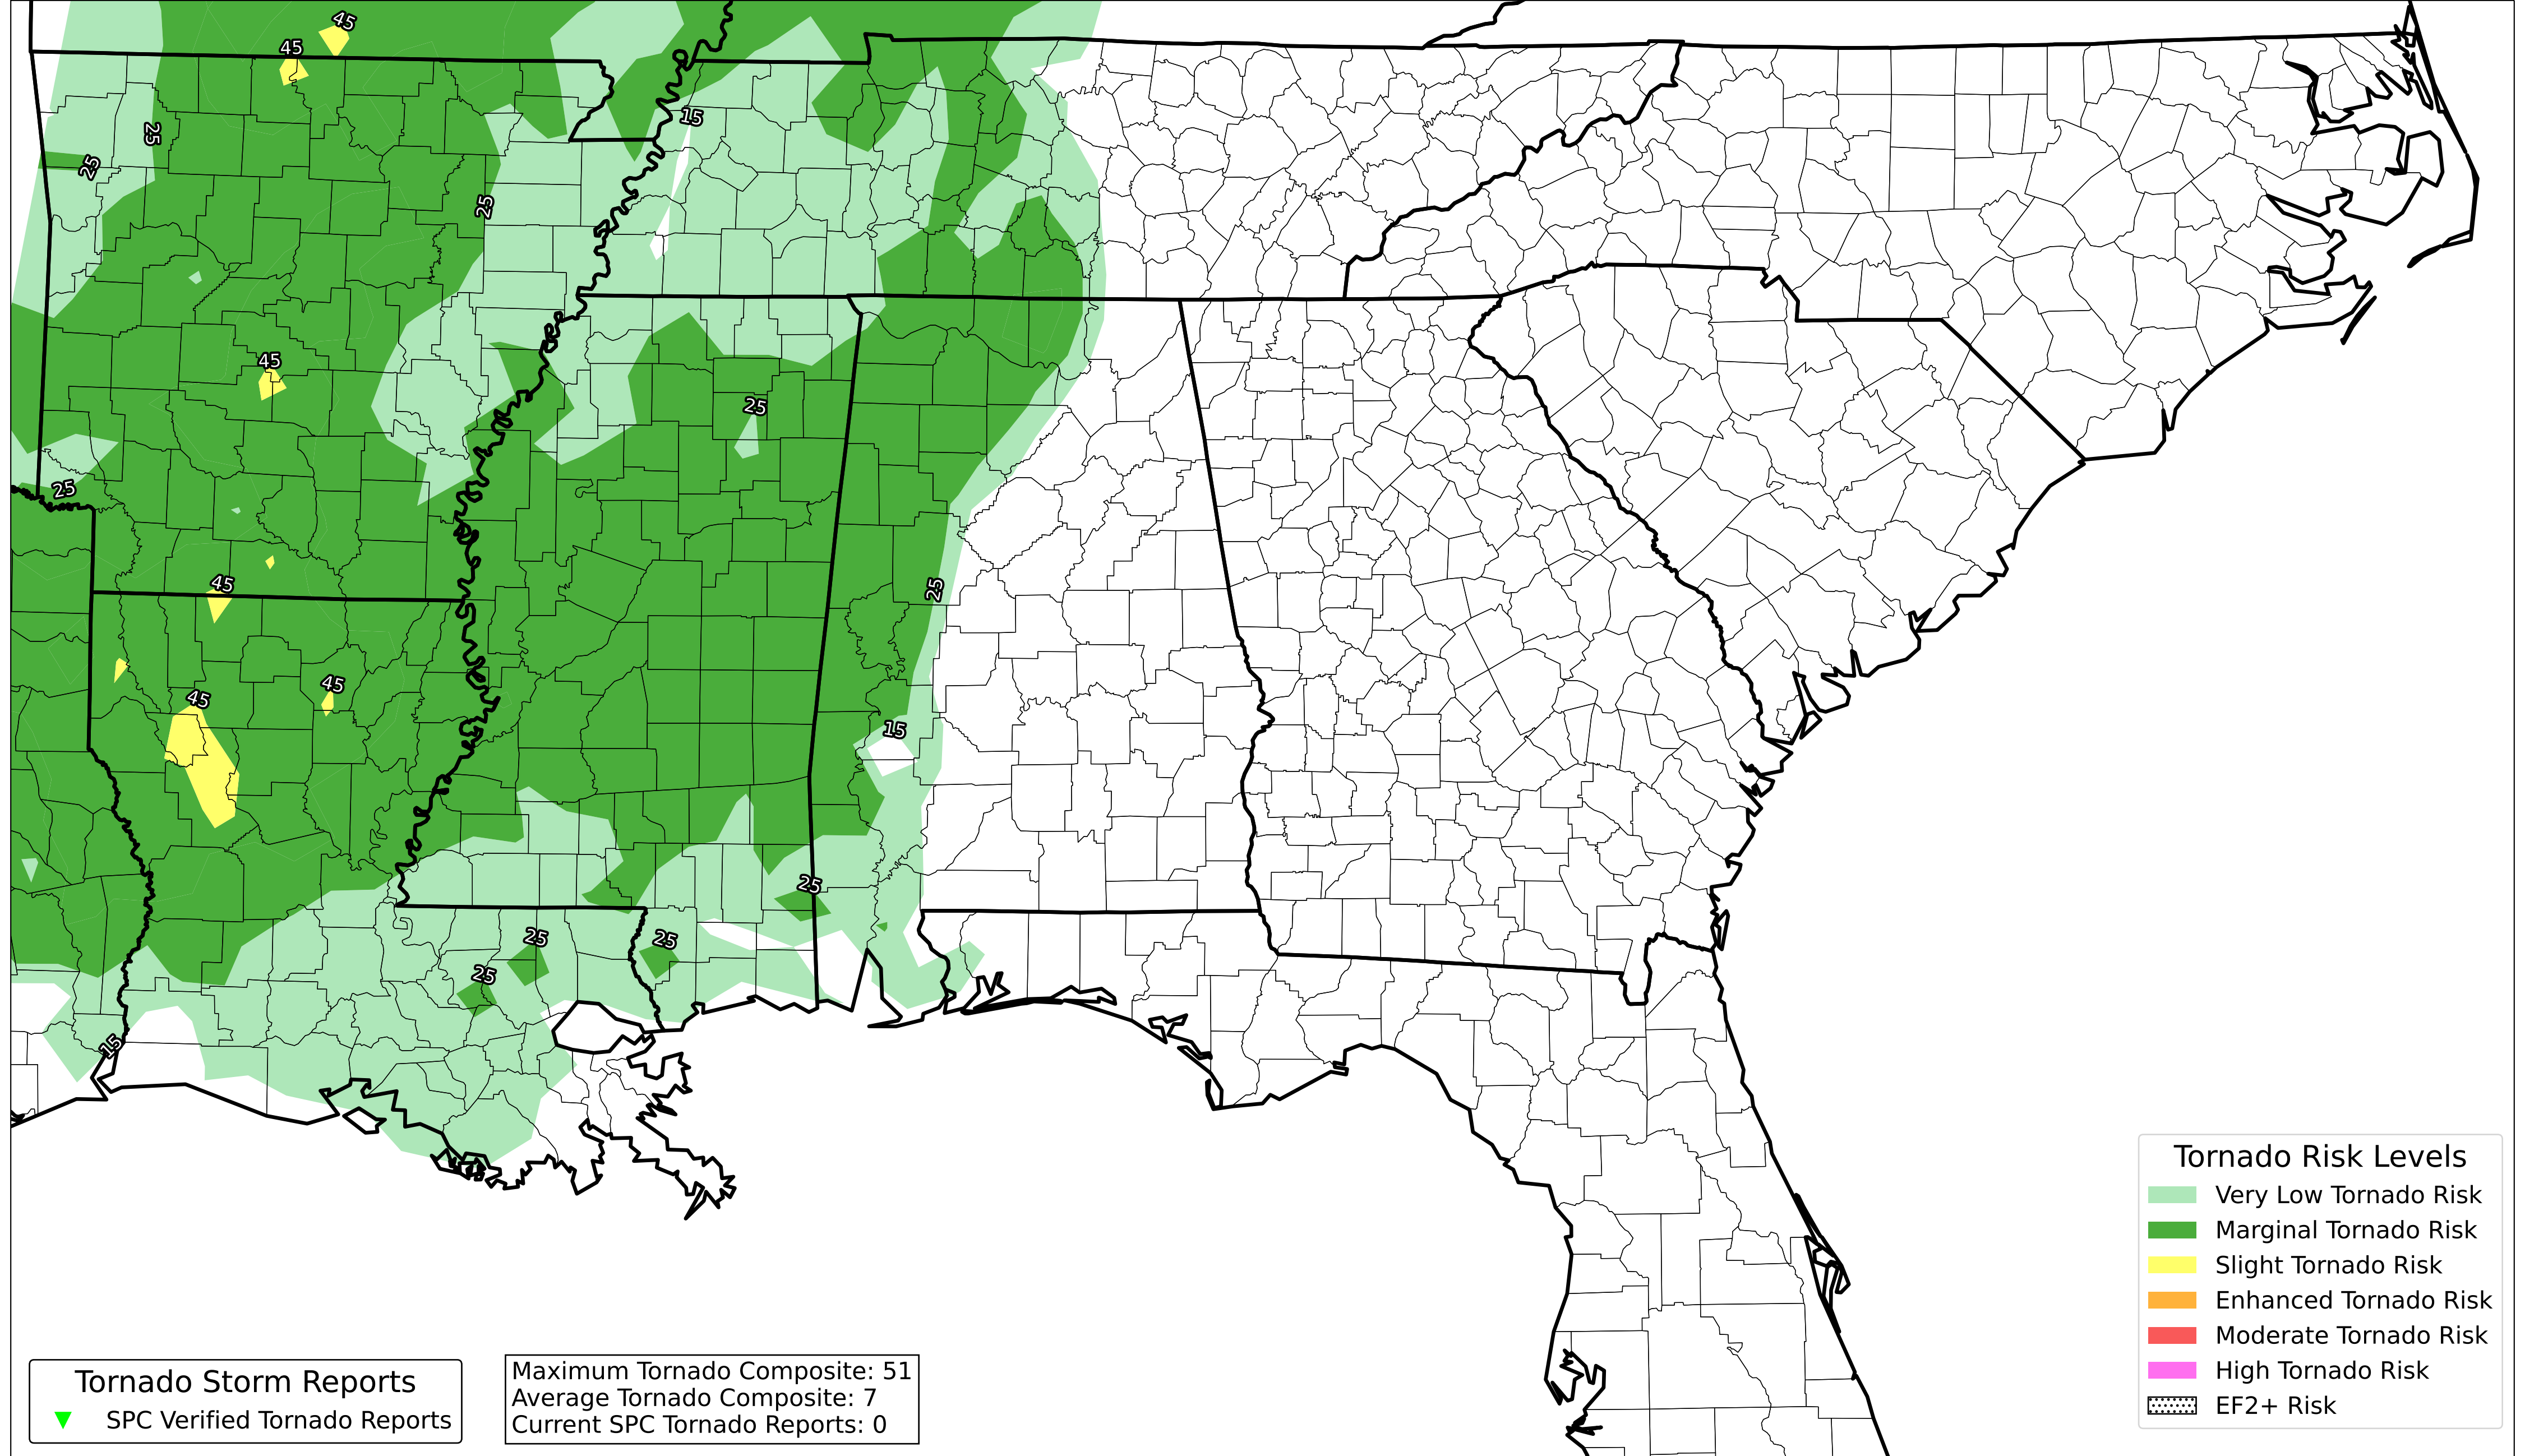 45
45
15
25
25
25
45
25
25
45
25
45
45
15
25
25
25
25
15
Tornado Risk Levels
Very Low Tornado Risk
Marginal Tornado Risk
Slight Tornado Risk
Enhanced Tornado Risk
Moderate Tornado Risk
High Tornado Risk
EF2+ Risk
Tornado Storm Reports
SPC Verified Tornado Reports
Maximum Tornado Composite: 51
Average Tornado Composite: 7
Current SPC Tornado Reports: 0